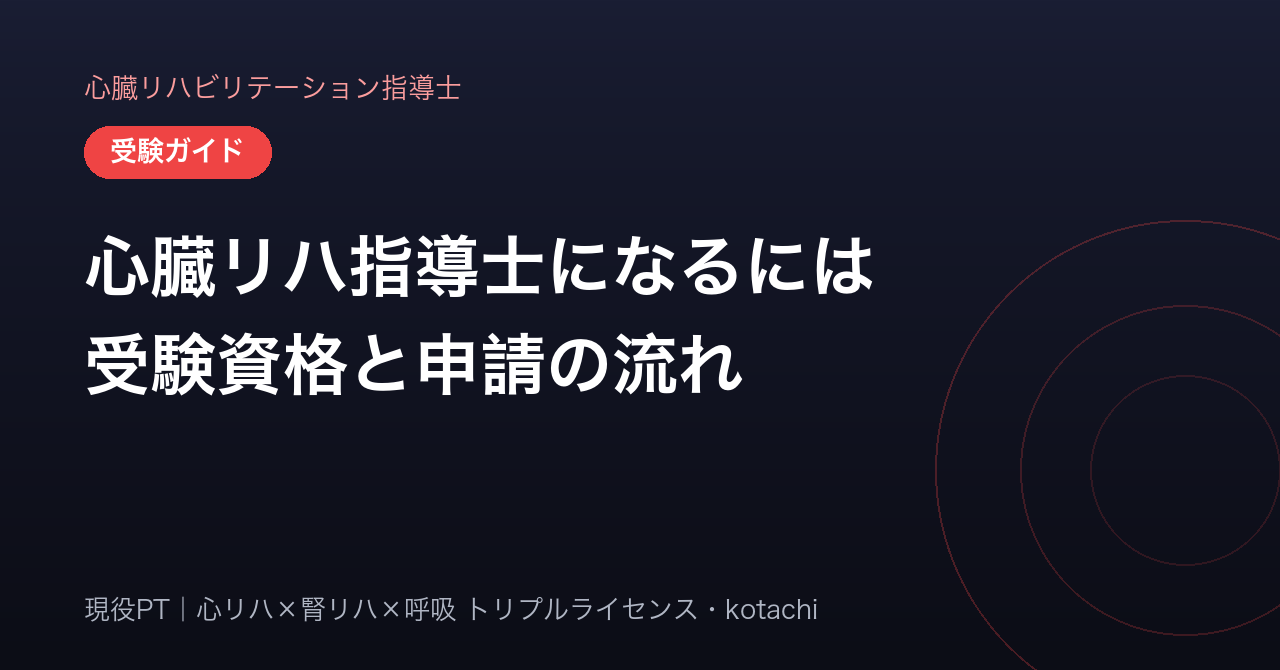 心臓リハビリテーション指導士
受験ガイド
心臓リハ指導士になるには
受験資格と申請の流れ
現役PT｜心リハ×腎リハ×呼吸 トリプルライセンス・kotachi